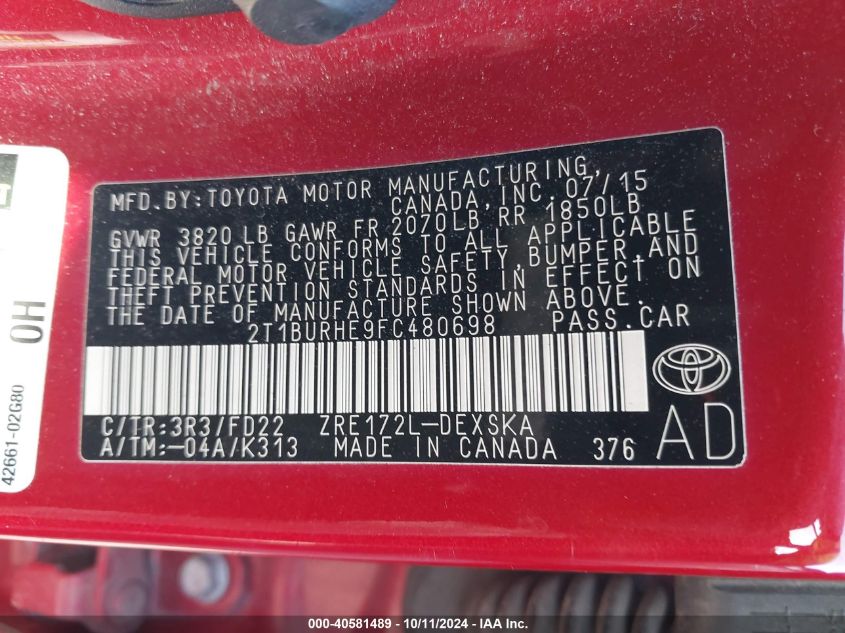 MFD.BY:TOYOTA MOTOR MANUFACTURING,
CANADA, INC. 07/15
GVWR 3820 LB GAWR FR 2070LB RR 1850LB
THIS VEHICLE CONFORMS TO ALL APPLICABLE
FEDERAL MOTOR VEHICLE SAFETY, BUMPER, AND
THEFT PREVENTION STANDARDS IN EFFECT ON
THE DATE OF MANUFACTURE SHOWN ABOVE.
2T1BURHE9FC480698 PASS.CAR
C/TR:3R3/FD22 ZRE172L-DEXSKA
A/TM:-04A/K313 MADE IN CANADA 376
AD
OH
42661-02G80
000-40581489 - 10/11/2024 - IAA Inc.